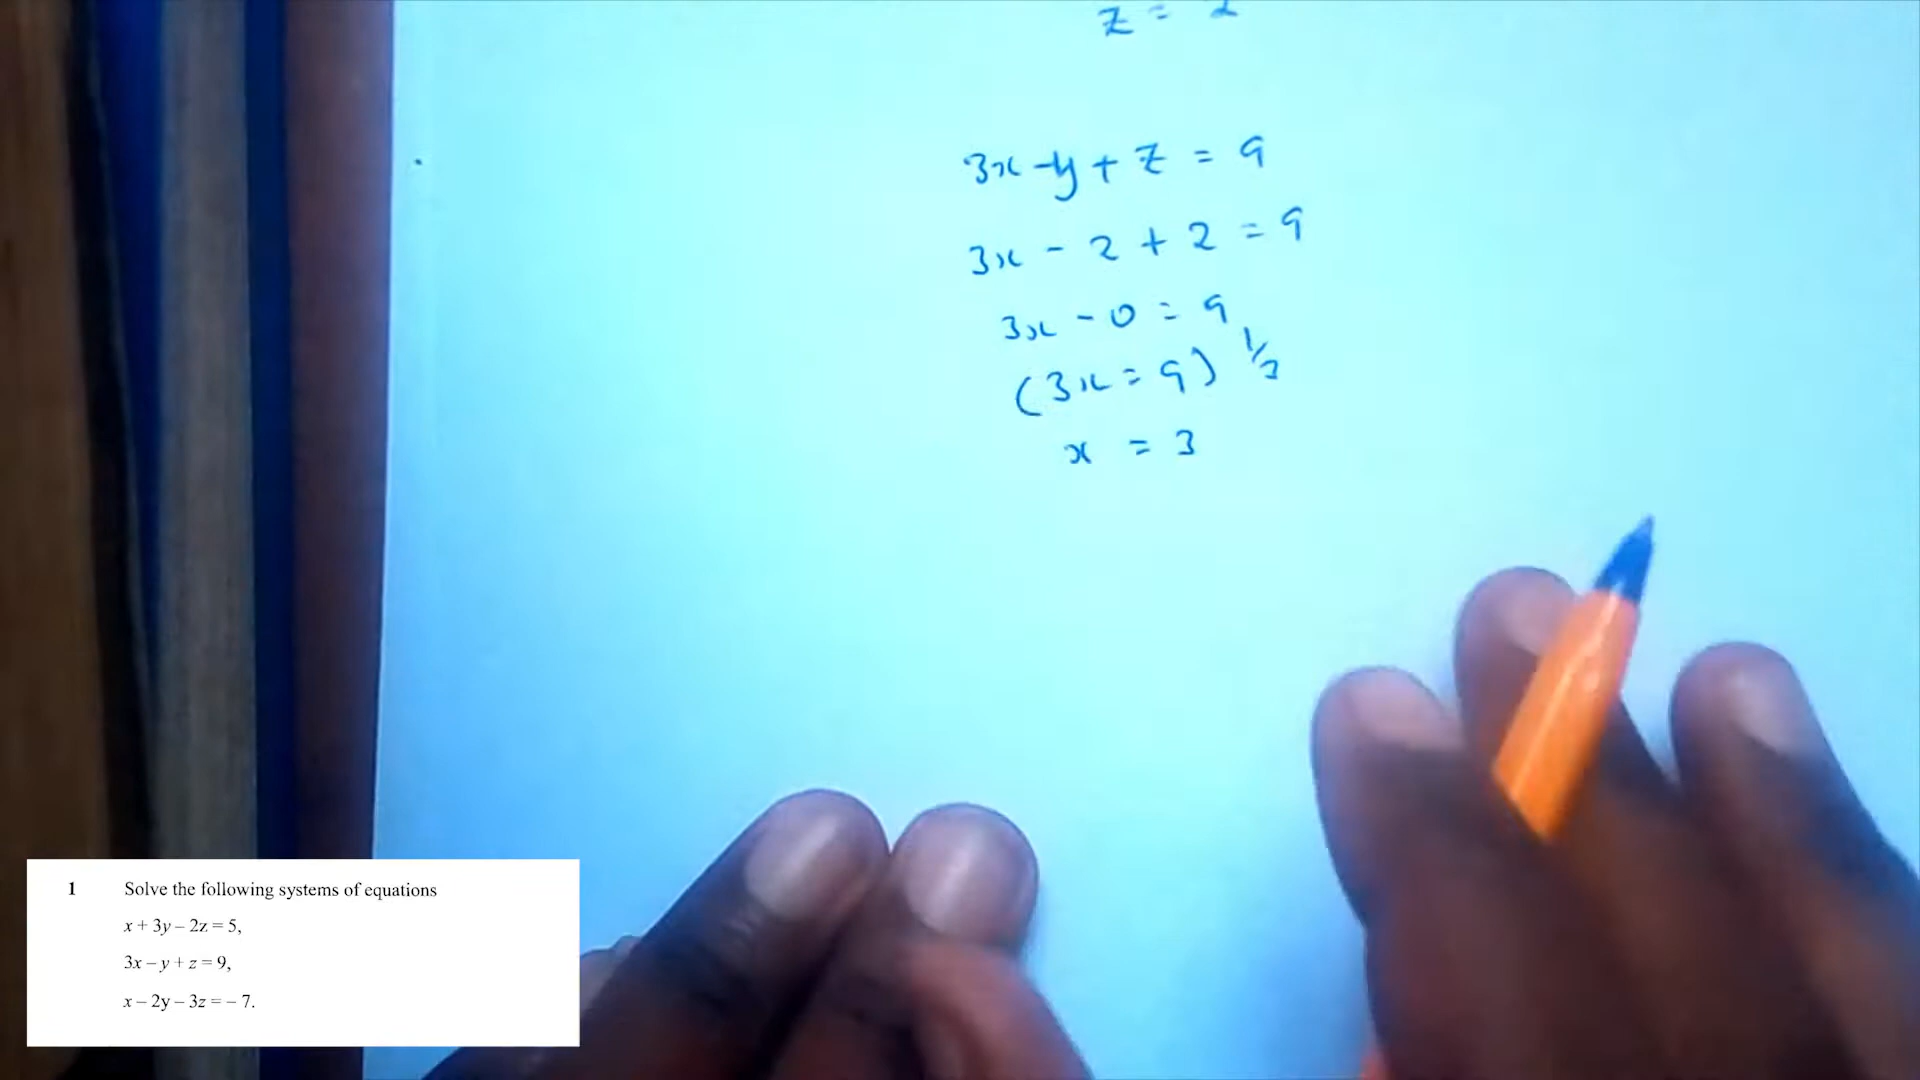 z = 2
3x - y + z = 9
3x - 2 + 2 = 9
3x - 0 = 9
(3x = 9) 1/3
x = 3
1 Solve the following systems of equations
x + 3y – 2z = 5,
3x – y + z = 9,
x – 2y – 3z = – 7.